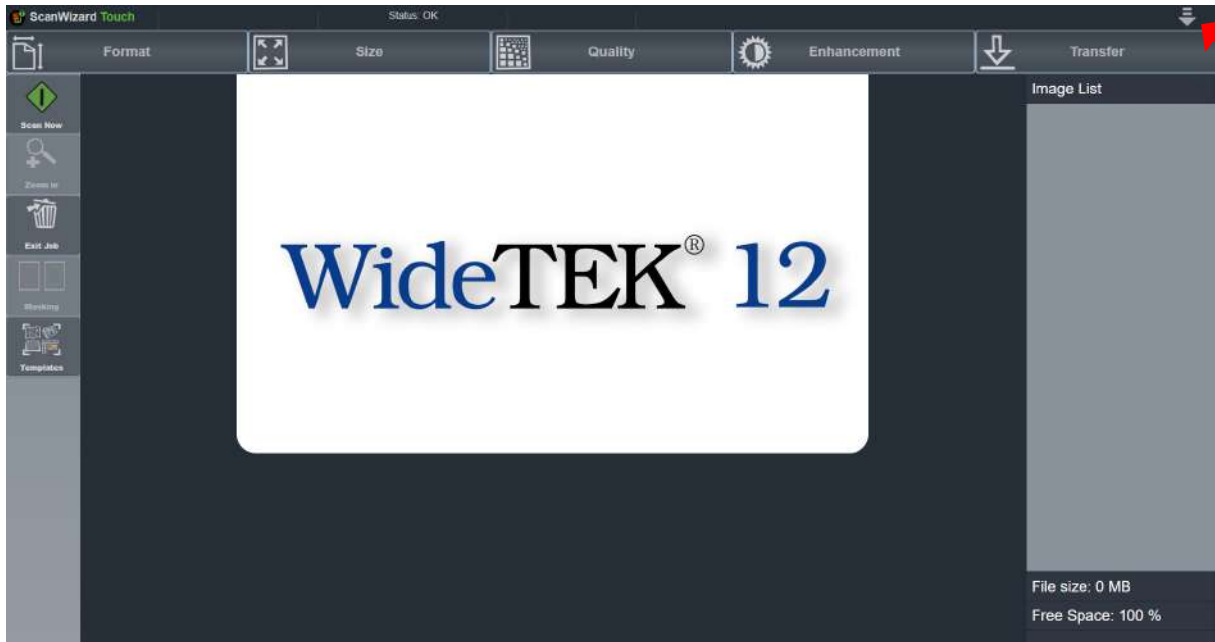 ScanWizard Touch
Status: OK
Format
Size
Quality
Enhancement
Transfer
Scan Now
Zoom In
Exit Job
Masking
Templates
WideTEK® 12
Image List
File size: 0 MB
Free Space: 100 %